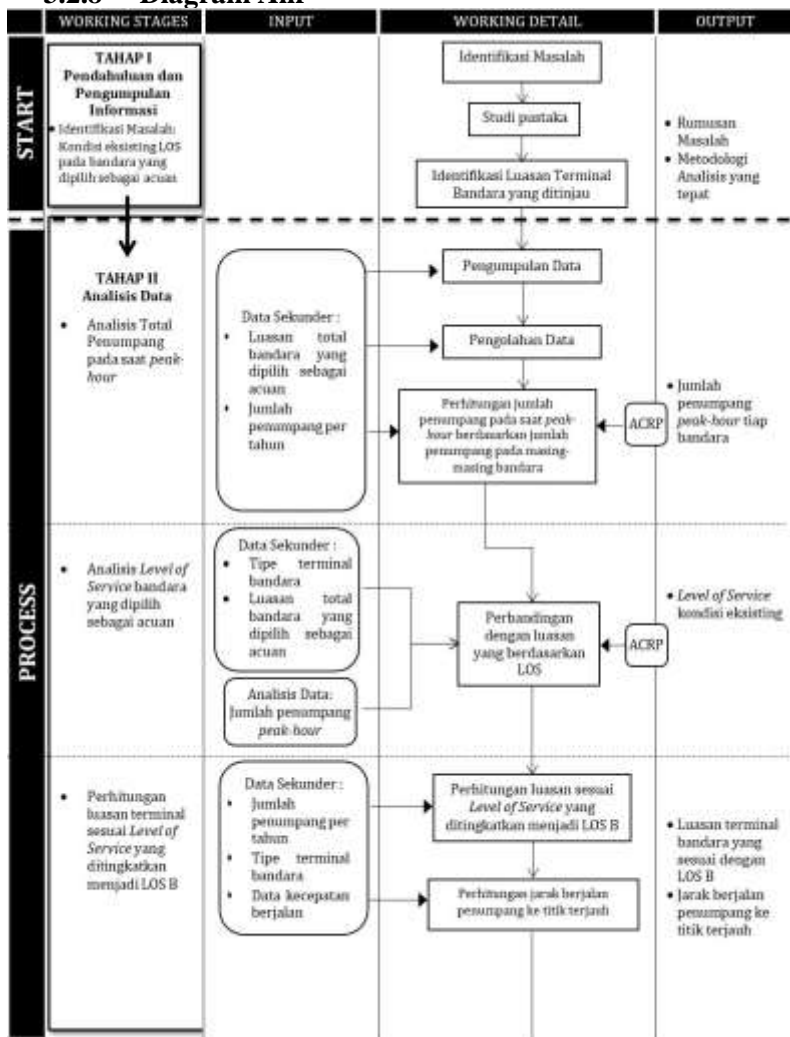 3.2.8 Diagram Alir
WORKING STAGES
INPUT
WORKING DETAIL
OUTPUT
START
TAHAP I
Pendahuluan dan
Pengumpulan
Informasi
• Identifikasi Masalah:
Kondisi eksisting LOS
pada bandara yang
dipilih sebagai acuan
Identifikasi Masalah
Studi pustaka
Identifikasi Luasan Terminal
Bandara yang ditinjau
• Rumusan
Masalah
• Metodologi
Analisis yang
tepat
PROCESS
TAHAP II
Analisis Data
• Analisis Total
Penumpang
pada saat peak-
hour
Data Sekunder :
• Luasan total
bandara yang
dipilih sebagai
acuan
• Jumlah
penumpang per
tahun
Pengumpulan Data
Pengolahan Data
Perhitungan jumlah
penumpang pada saat peak-
hour berdasarkan jumlah
penumpang pada masing-
masing bandara
ACRP
• Jumlah
penumpang
peak-hour tiap
bandara
• Analisis Level of
Service bandara
yang dipilih
sebagai acuan
Data Sekunder :
• Tipe terminal
bandara
• Luasan total
bandara yang
dipilih sebagai
acuan
Analisis Data:
Jumlah penumpang
peak-hour
Perbandingan
dengan luasan
yang berdasarkan
LOS
ACRP
• Level of Service
kondisi eksisting
• Perhitungan
luasan terminal
sesuai Level of
Service yang
ditingkatkan
menjadi LOS B
Data Sekunder :
• Jumlah
penumpang per
tahun
• Tipe terminal
bandara
• Data kecepatan
berjalan
Perhitungan luasan sesuai
Level of Service yang
ditingkatkan menjadi LOS B
Perhitungan jarak berjalan
penumpang ke titik terjauh
• Luasan terminal
bandara yang
sesuai dengan
LOS B
• Jarak berjalan
penumpang ke
titik terjauh